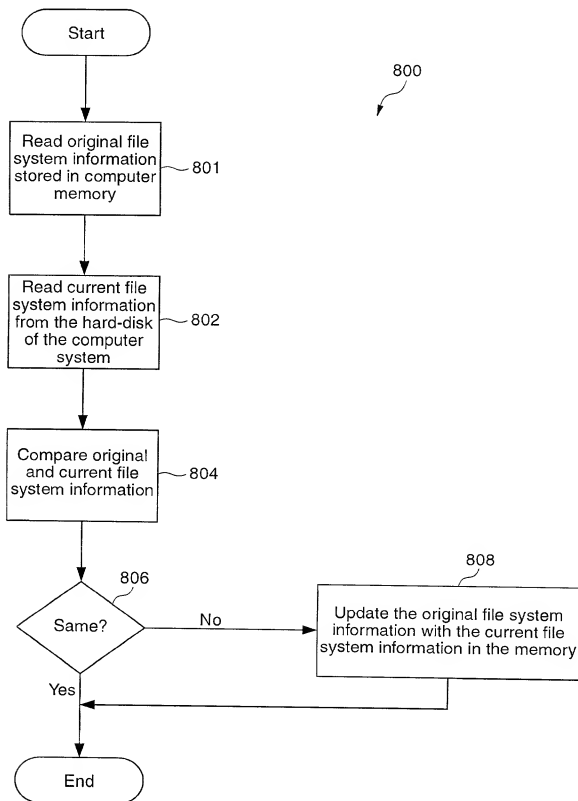 Start
800
Read original file
system information
stored in computer
memory
801
Read current file
system information
from the hard-disk
of the computer
system
802
Compare original
and current file
system information
804
806
Same?
No
808
Update the original file system
information with the current file
system information in the memory
Yes
End